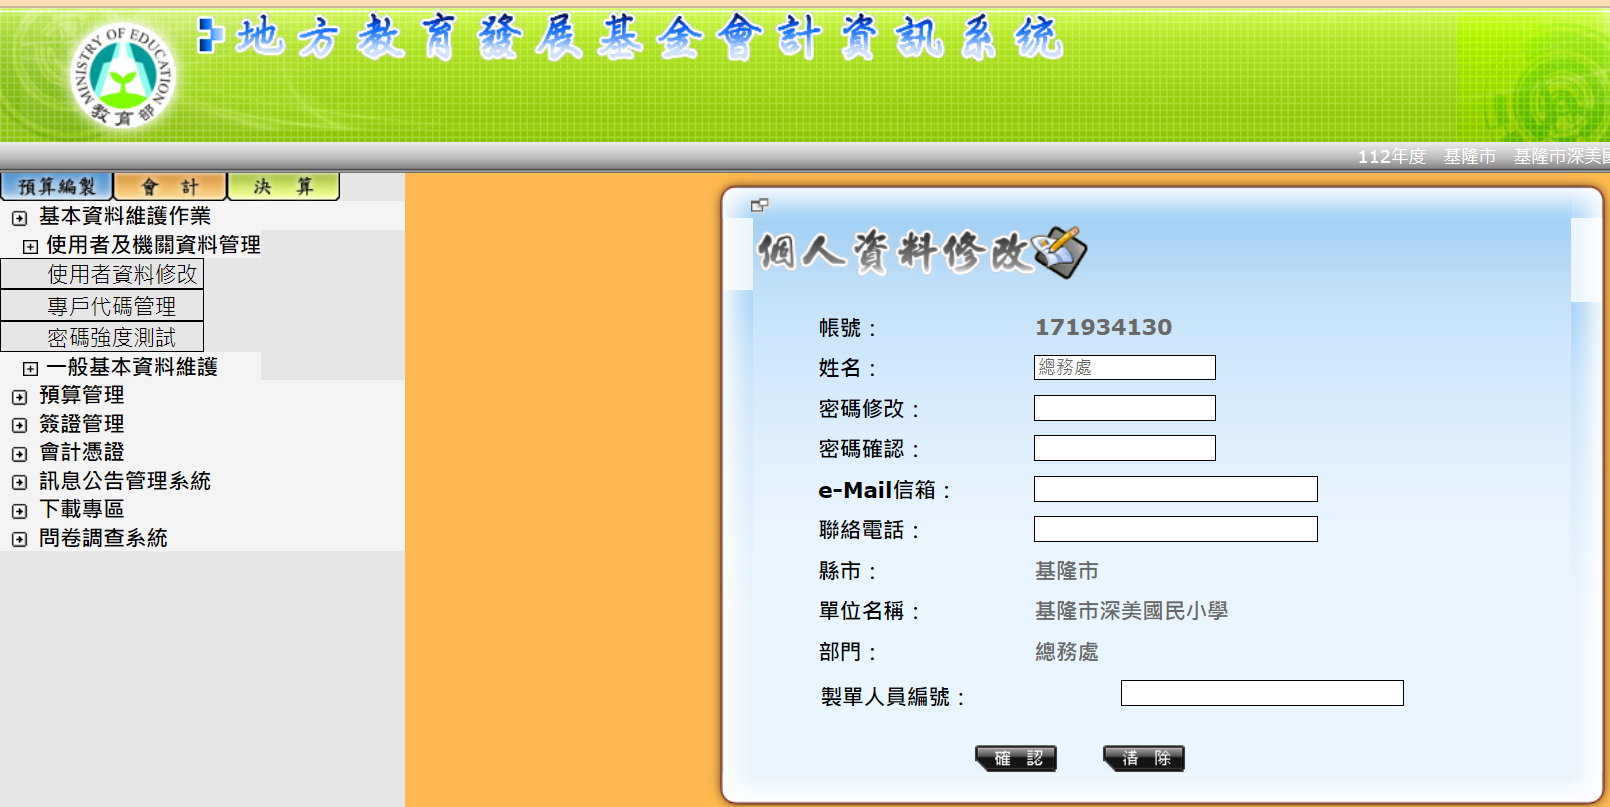 地方教育發展基金會計資訊系統
MINISTRY OF EDUCATION
教育部
112年度 基隆市 基隆市深美
預算編製 會計 決算
基本資料維護作業
使用者及機關資料管理
使用者資料修改
專戶代碼管理
密碼強度測試
一般基本資料維護
預算管理
簽證管理
會計憑證
訊息公告管理系統
下載專區
問卷調查系統
個人資料修改
帳號： 171934130
姓名： 總務處
密碼修改：
密碼確認：
e-Mail信箱：
聯絡電話：
縣市： 基隆市
單位名稱： 基隆市深美國民小學
部門： 總務處
製單人員編號：
確認 清除